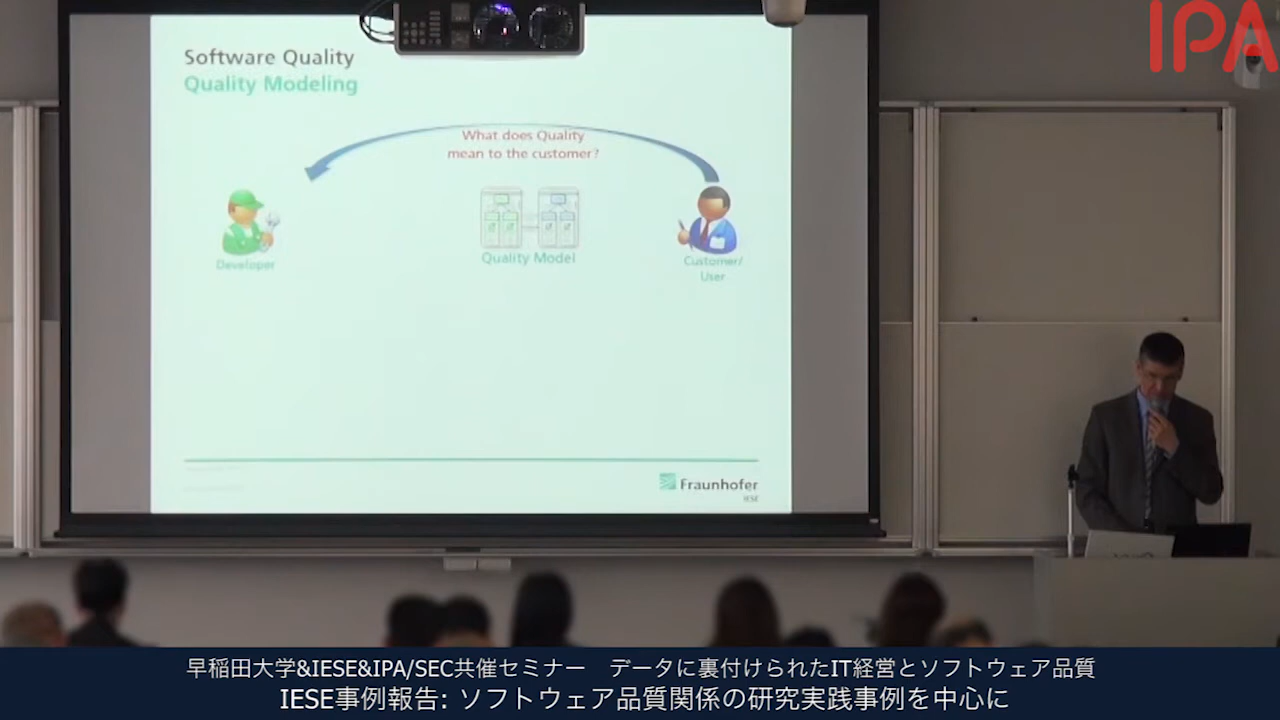 IPA
Software Quality
Quality Modeling
What does Quality
mean to the customer?
Developer
Quality Model
Customer/
User
Fraunhofer
IESE
早稲田大学&IESE&IPA/SEC共催セミナー　データに裏付けられたIT経営とソフトウェア品質
IESE事例報告: ソフトウェア品質関係の研究実践事例を中心に